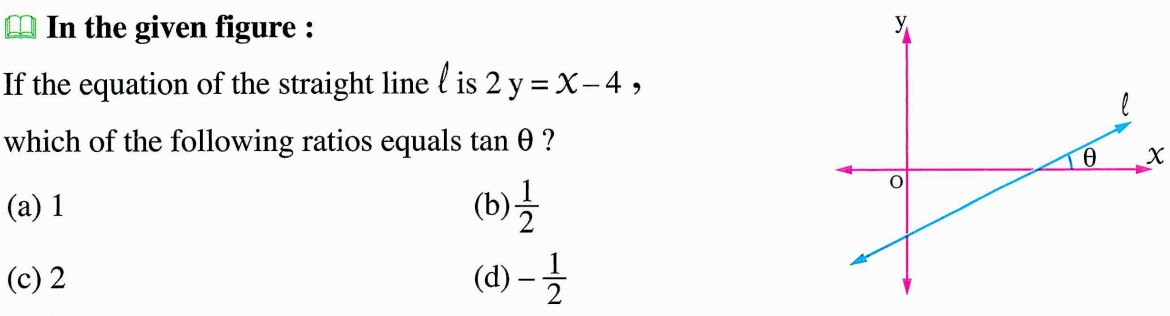 In the given figure :
If the equation of the straight line ℓ is 2 y = x – 4 ,
which of the following ratios equals tan θ ?
(a) 1
(b) 1/2
(c) 2
(d) – 1/2
y
ℓ
θ
x
O